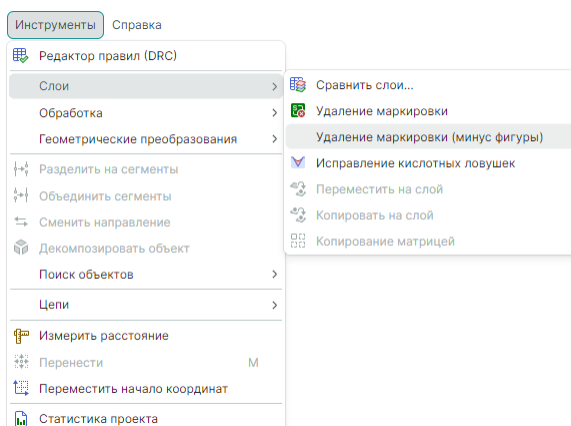 Инструменты Справка
Редактор правил (DRC)
Слои
Обработка
Геометрические преобразования
Разделить на сегменты
Объединить сегменты
Сменить направление
Декомпозировать объект
Поиск объектов
Цепи
Измерить расстояние
Перенести M
Переместить начало координат
Статистика проекта
Сравнить слои...
Удаление маркировки
Удаление маркировки (минус фигуры)
Исправление кислотных ловушек
Переместить на слой
Копировать на слой
Копирование матрицей